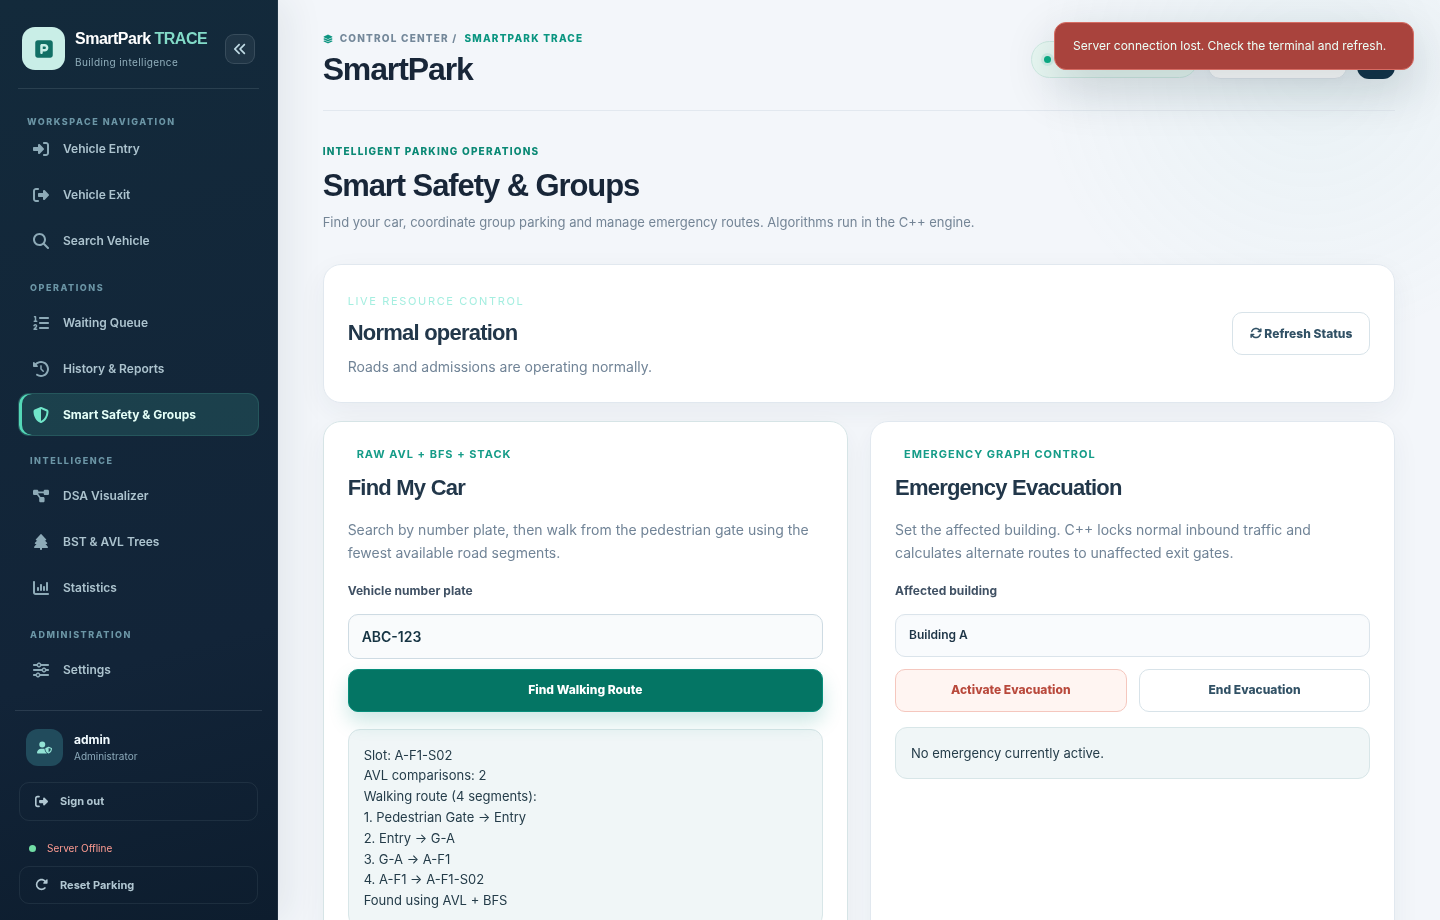 SmartPark TRACE
Building intelligence
WORKSPACE NAVIGATION
Vehicle Entry
Vehicle Exit
Search Vehicle
OPERATIONS
Waiting Queue
History & Reports
Smart Safety & Groups
INTELLIGENCE
DSA Visualizer
BST & AVL Trees
Statistics
ADMINISTRATION
Settings
admin
Administrator
Sign out
Server Offline
Reset Parking
CONTROL CENTER / SMARTPARK TRACE
SmartPark
Server connection lost. Check the terminal and refresh.
INTELLIGENT PARKING OPERATIONS
Smart Safety & Groups
Find your car, coordinate group parking and manage emergency routes. Algorithms run in the C++ engine.
LIVE RESOURCE CONTROL
Normal operation
Roads and admissions are operating normally.
Refresh Status
RAW AVL + BFS + STACK
Find My Car
Search by number plate, then walk from the pedestrian gate using the
fewest available road segments.
Vehicle number plate
ABC-123
Find Walking Route
Slot: A-F1-S02
AVL comparisons: 2
Walking route (4 segments):
1. Pedestrian Gate → Entry
2. Entry → G-A
3. G-A → A-F1
4. A-F1 → A-F1-S02
Found using AVL + BFS
EMERGENCY GRAPH CONTROL
Emergency Evacuation
Set the affected building. C++ locks normal inbound traffic and
calculates alternate routes to unaffected exit gates.
Affected building
Building A
Activate Evacuation
End Evacuation
No emergency currently active.